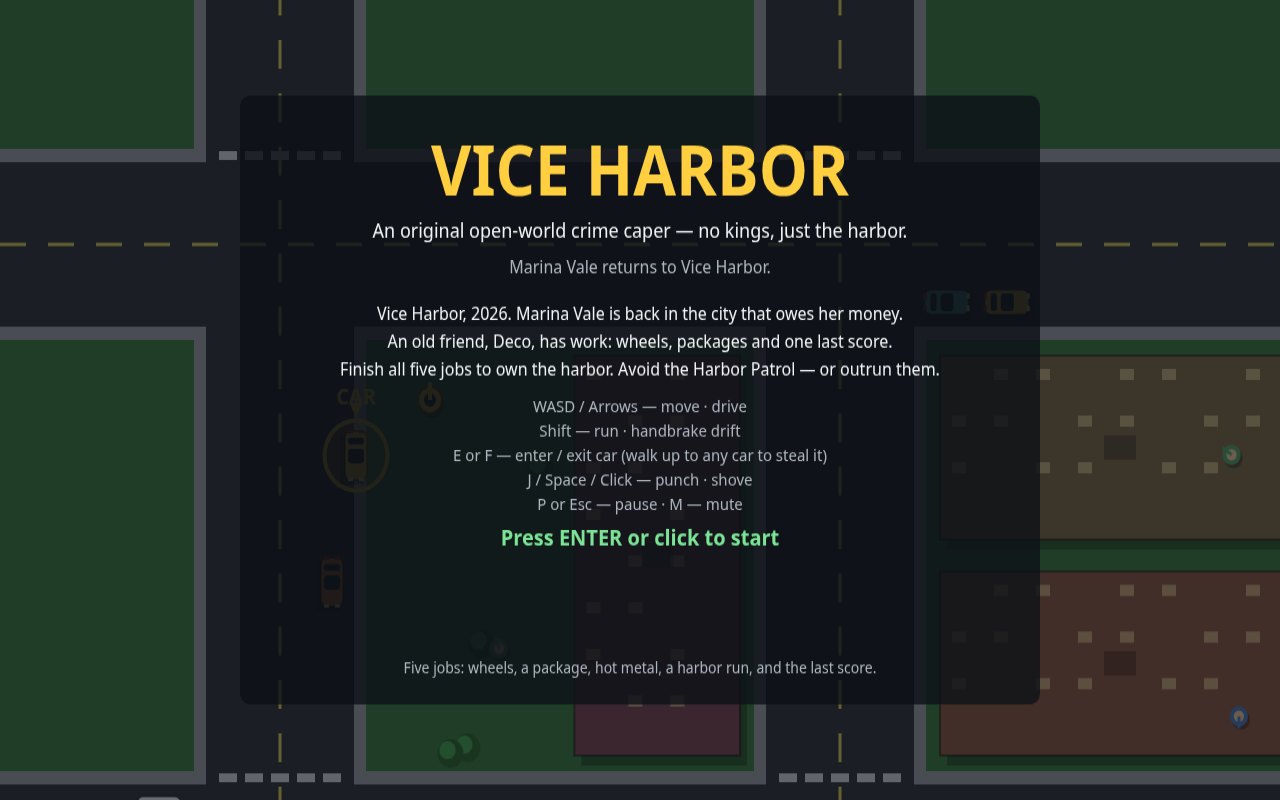 VICE HARBOR
An original open-world crime caper — no kings, just the harbor.
Marina Vale returns to Vice Harbor.
Vice Harbor, 2026. Marina Vale is back in the city that owes her money.
An old friend, Deco, has work: wheels, packages and one last score.
Finish all five jobs to own the harbor. Avoid the Harbor Patrol — or outrun them.
CAR
WASD / Arrows — move · drive
Shift — run · handbrake drift
E or F — enter / exit car (walk up to any car to steal it)
J / Space / Click — punch · shove
P or Esc — pause · M — mute
Press ENTER or click to start
Five jobs: wheels, a package, hot metal, a harbor run, and the last score.